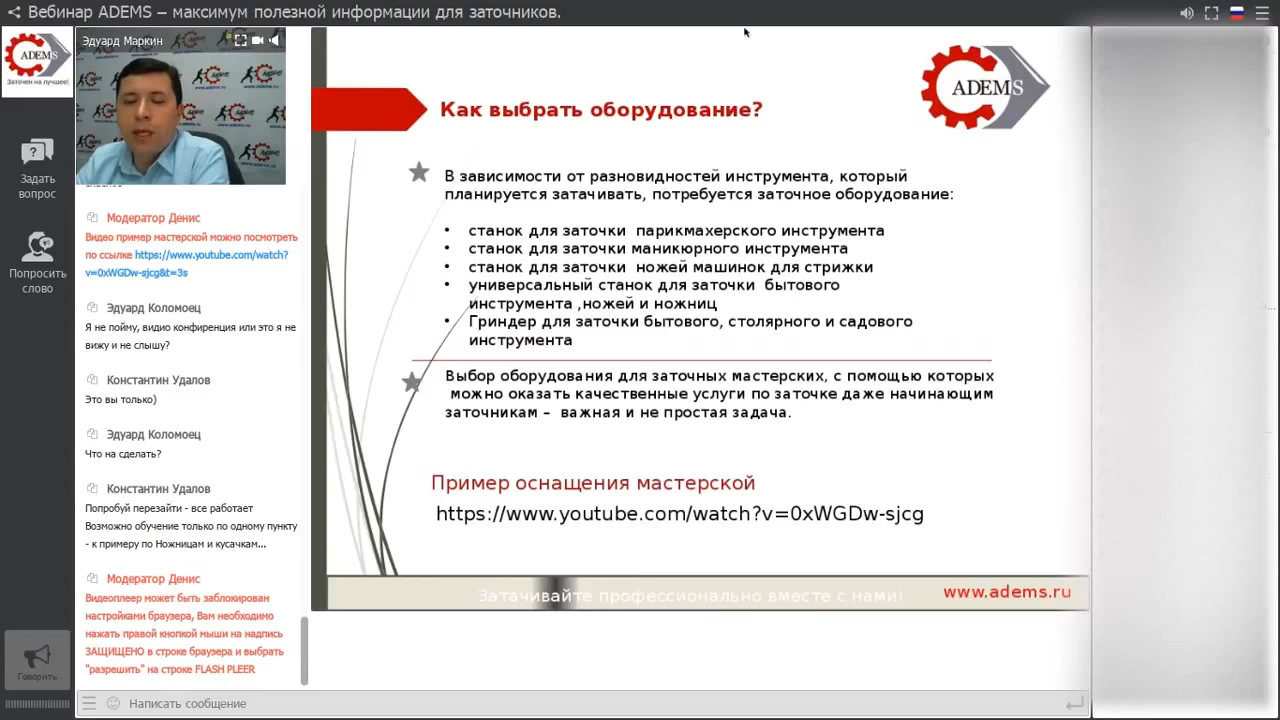 Вебинар ADEMS – максимум полезной информации для заточников.
ADEMS
Заточен на лучшее!
Задать
вопрос
Попросить
слово
Говорить
Эдуард Маркин
Модератор Денис
Видео пример мастерской можно посмотреть
по ссылке https://www.youtube.com/watch?
v=0xWGDw-sjcg&t=3s
Эдуард Коломоец
Я не пойму, видио конфиренция или это я не
вижу и не слышу?
Константин Удалов
Это вы только)
Эдуард Коломоец
Что на сделать?
Константин Удалов
Попробуй перезайти - все работает
Возможно обучение только по одному пункту
- к примеру по Ножницам и кусачкам...
Модератор Денис
Видеоплеер может быть заблокирован
настройками браузера, Вам необходимо
нажать правой кнопкой мыши на надпись
ЗАЩИЩЕНО в строке браузера и выбрать
"разрешить" на строке FLASH PLEER
Написать сообщение
Как выбрать оборудование?
ADEMS
В зависимости от разновидностей инструмента, который
планируется затачивать, потребуется заточное оборудование:
• станок для заточки парикмахерского инструмента
• станок для заточки маникюрного инструмента
• станок для заточки ножей машинок для стрижки
• универсальный станок для заточки бытового
инструмента ,ножей и ножниц
• Гриндер для заточки бытового, столярного и садового
инструмента
Выбор оборудования для заточных мастерских, с помощью которых
можно оказать качественные услуги по заточке даже начинающим
заточникам – важная и не простая задача.
Пример оснащения мастерской
https://www.youtube.com/watch?v=0xWGDw-sjcg
Затачивайте профессионально вместе с нами!
www.adems.ru